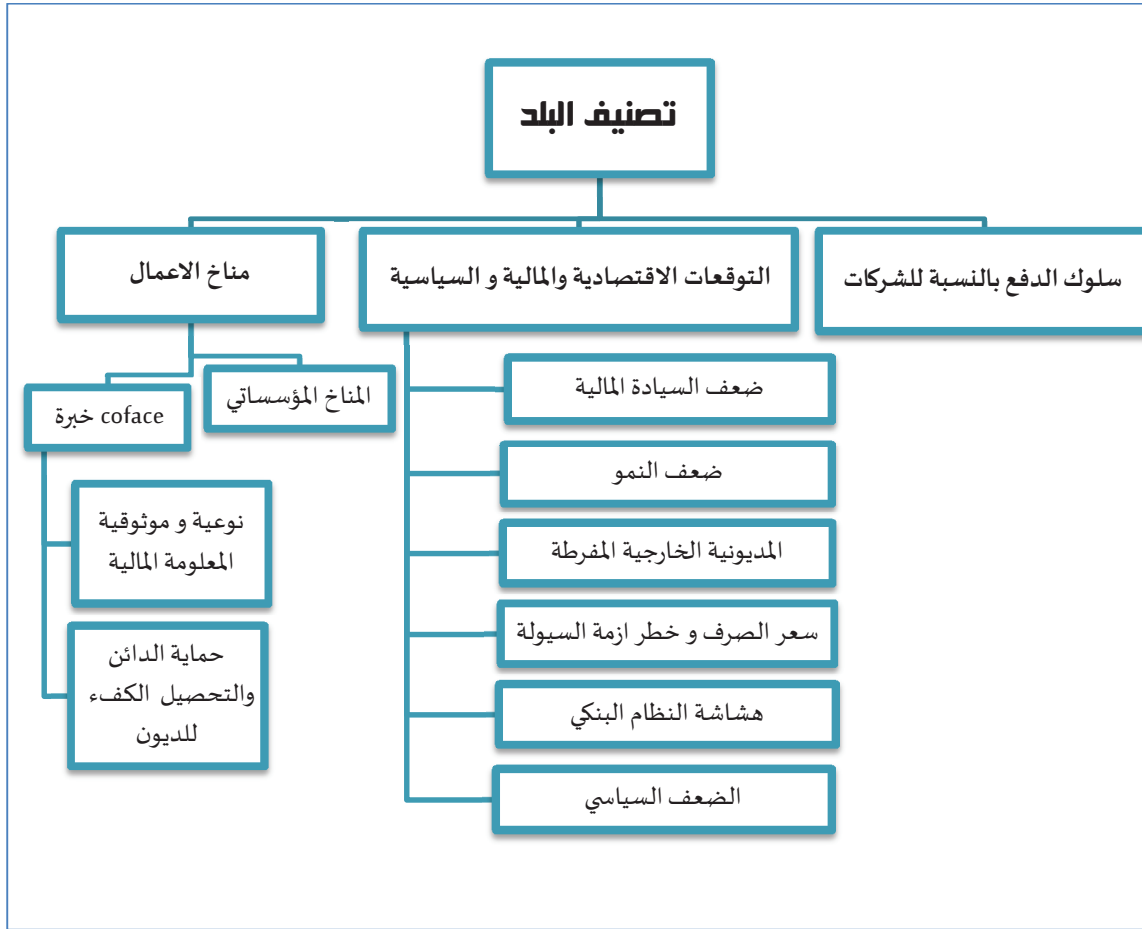 تصنيف البلد
سلوك الدفع بالنسبة للشركات
التوقعات الاقتصادية والمالية و السياسية
ضعف السيادة المالية
ضعف النمو
المديونية الخارجية المفرطة
سعر الصرف و خطر ازمة السيولة
هشاشة النظام البنكي
الضعف السياسي
مناخ الاعمال
المناخ المؤسساتي
خبرة coface
نوعية و موثوقية
المعلومة المالية
حماية الدائن
والتحصيل الكفء
للديون